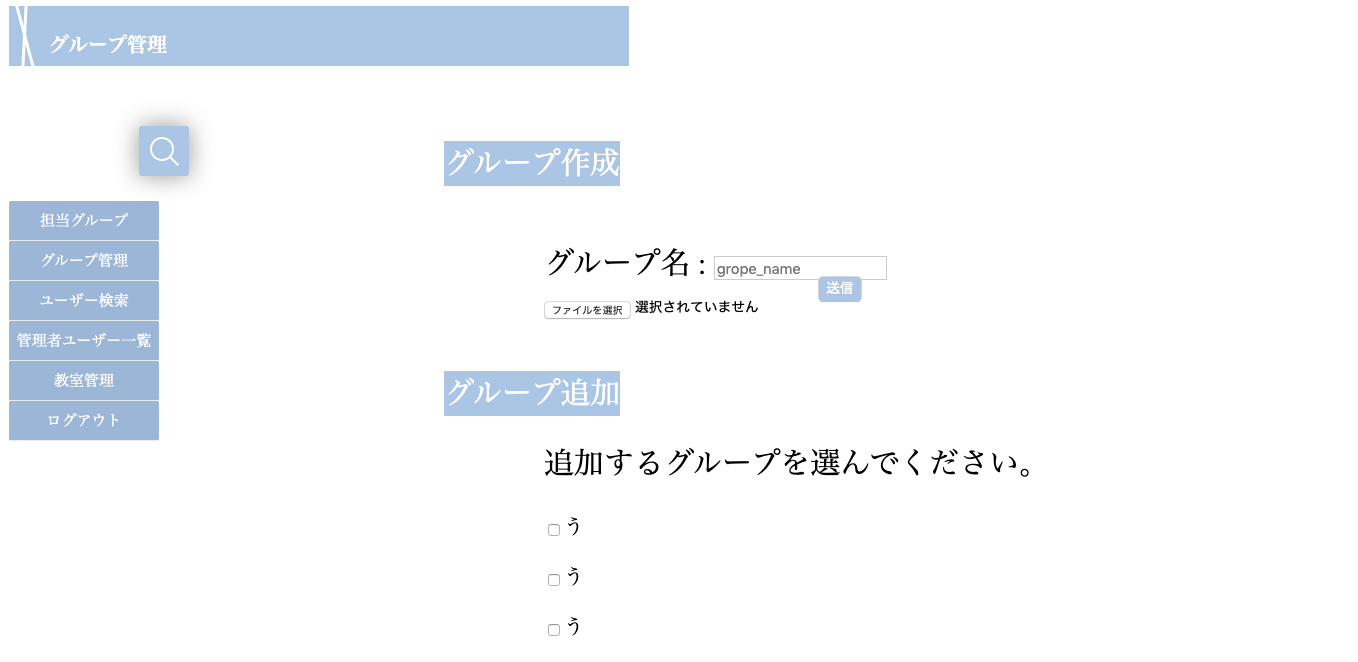 グループ管理
担当グループ
グループ管理
ユーザー検索
管理者ユーザー一覧
教室管理
ログアウト
グループ作成
グループ名 : grope_name
送信
ファイルを選択 選択されていません
グループ追加
追加するグループを選んでください。
う
う
う